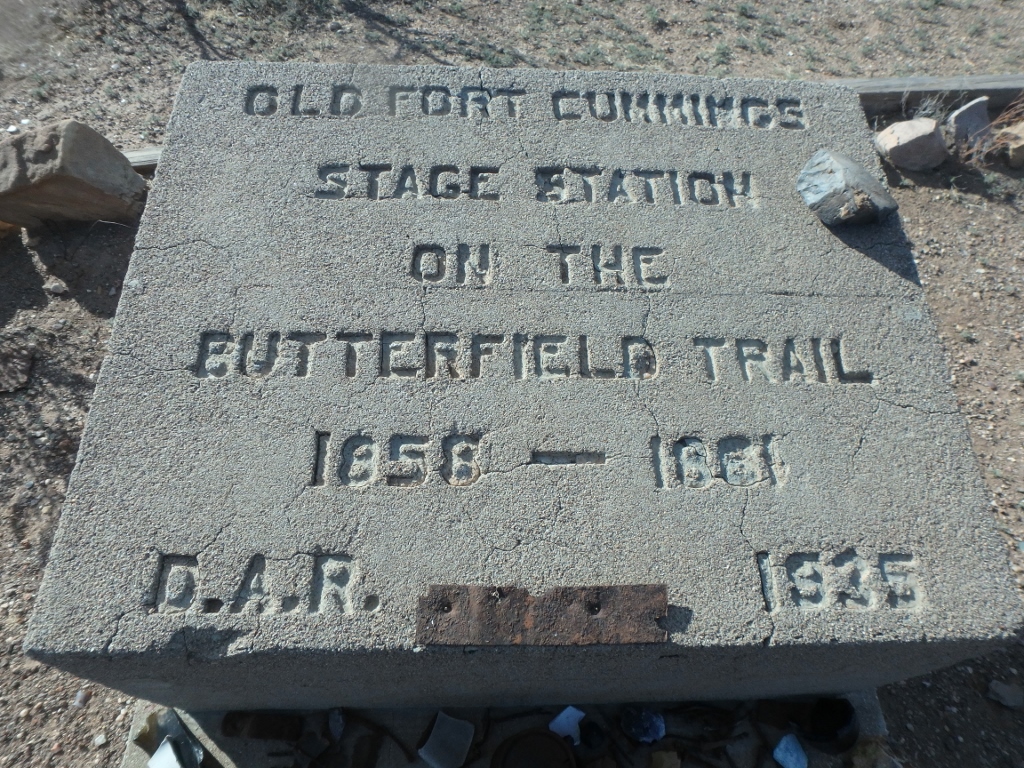 OLD FORT CUMMINGS
STAGE STATION
ON THE
BUTTERFIELD TRAIL
1858 — 1861
D.A.R. 1935